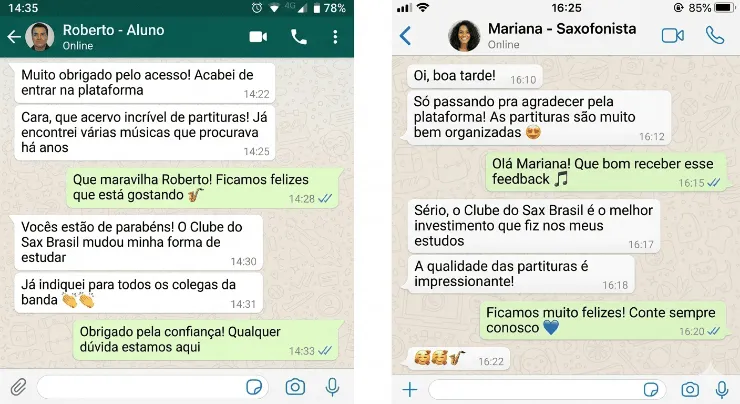 14:35
4G
78%
Roberto - Aluno
Online
Muito obrigado pelo acesso! Acabei de
entrar na plataforma
14:22
Cara, que acervo incrível de partituras! Já
encontrei várias músicas que procurava
há anos
14:25
Que maravilha Roberto! Ficamos felizes
que está gostando 🎷
14:28
Vocês estão de parabéns! O Clube do
Sax Brasil mudou minha forma de
estudar
14:30
Já indiquei para todos os colegas da
banda 👏👏
14:31
Obrigado pela confiança! Qualquer
dúvida estamos aqui
14:33
16:25
85%
Mariana - Saxofonista
Online
Oi, boa tarde!
16:10
Só passando pra agradecer pela
plataforma! As partituras são muito
bem organizadas 😍
16:12
Olá Mariana! Que bom receber esse
feedback 🎵
16:15
Sério, o Clube do Sax Brasil é o melhor
investimento que fiz nos meus
estudos
16:17
A qualidade das partituras é
impressionante!
16:18
Ficamos muito felizes! Conte sempre
conosco 💙
16:20
🥰🥰🎷
16:22